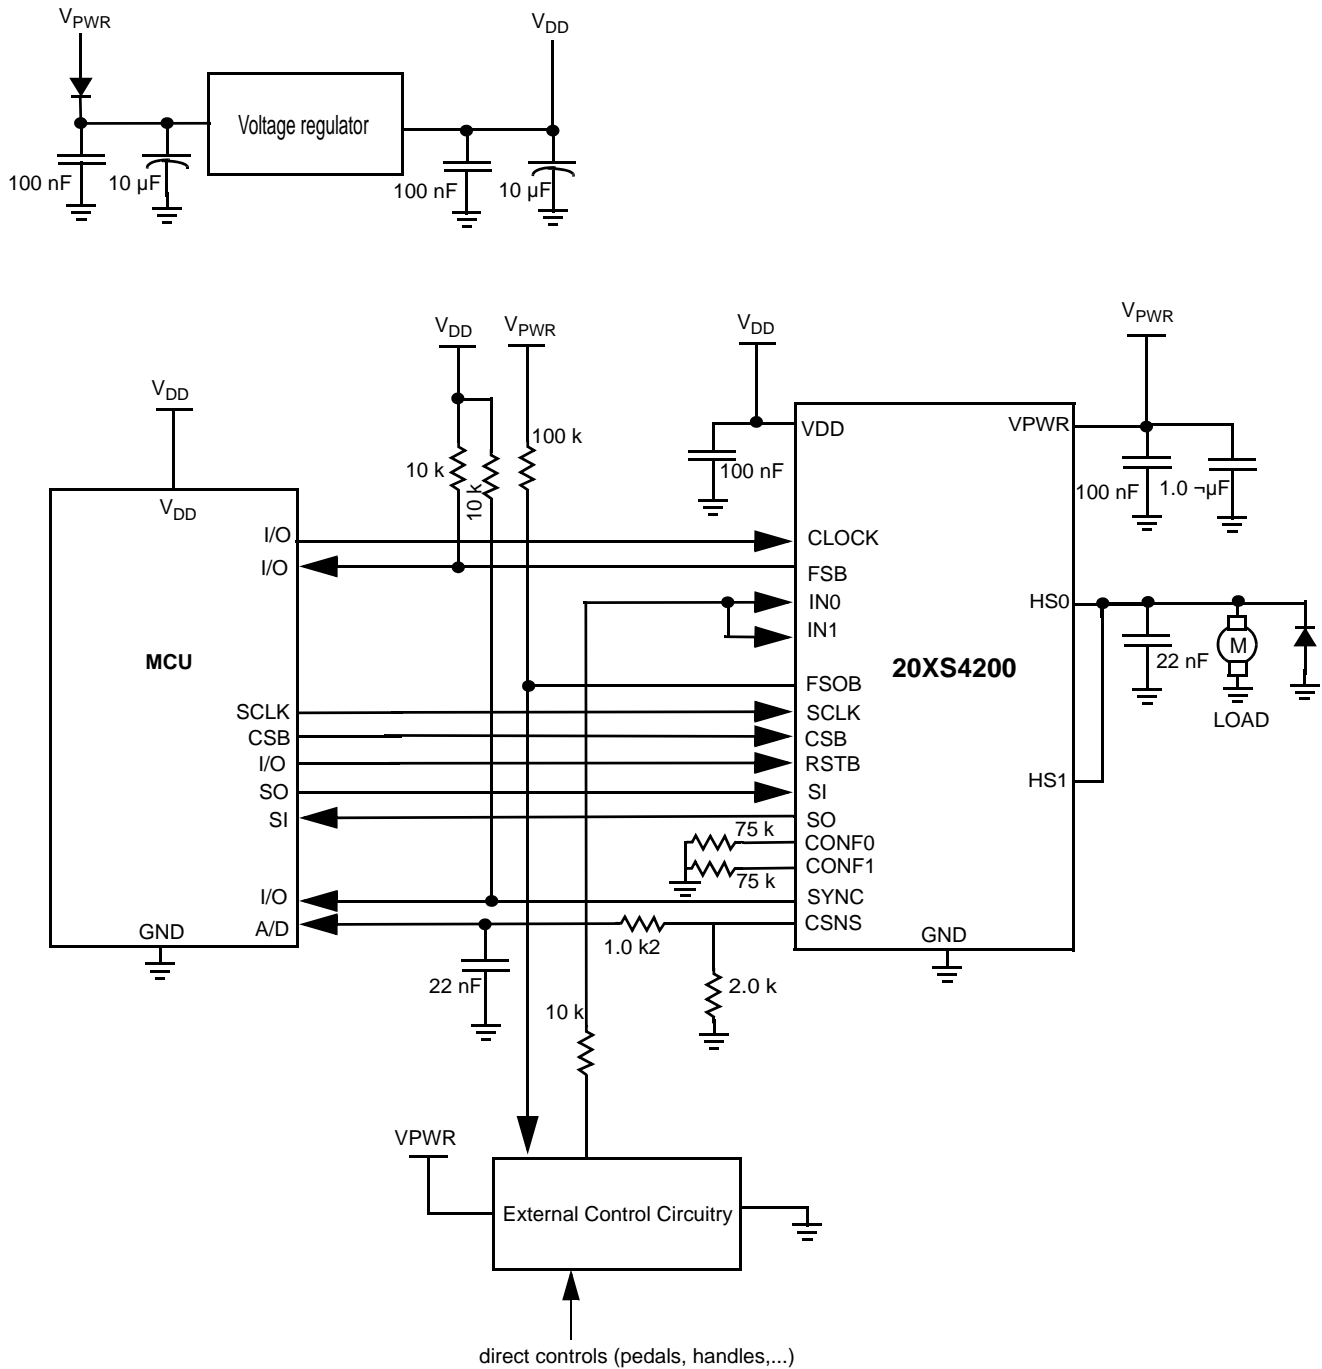 VPWR
VDD
Voltage regulator
100 nF
10 µF
100 nF
10 µF
VDD
VPWR
VDD
VPWR
VDD
100 k
10 k
10 k
VDD
VPWR
100 nF
100 nF
1.0 ¬µF
VDD
I/O
CLOCK
I/O
FSB
IN0
HS0
IN1
MCU
20XS4200
22 nF
M
FSOB
SCLK
SCLK
LOAD
CSB
CSB
I/O
RSTB
HS1
SO
SI
SI
SO
75 k
CONF0
CONF1
75 k
I/O
SYNC
A/D
CSNS
GND
GND
1.0 k2
22 nF
2.0 k
10 k
VPWR
External Control Circuitry
direct controls (pedals, handles,...)